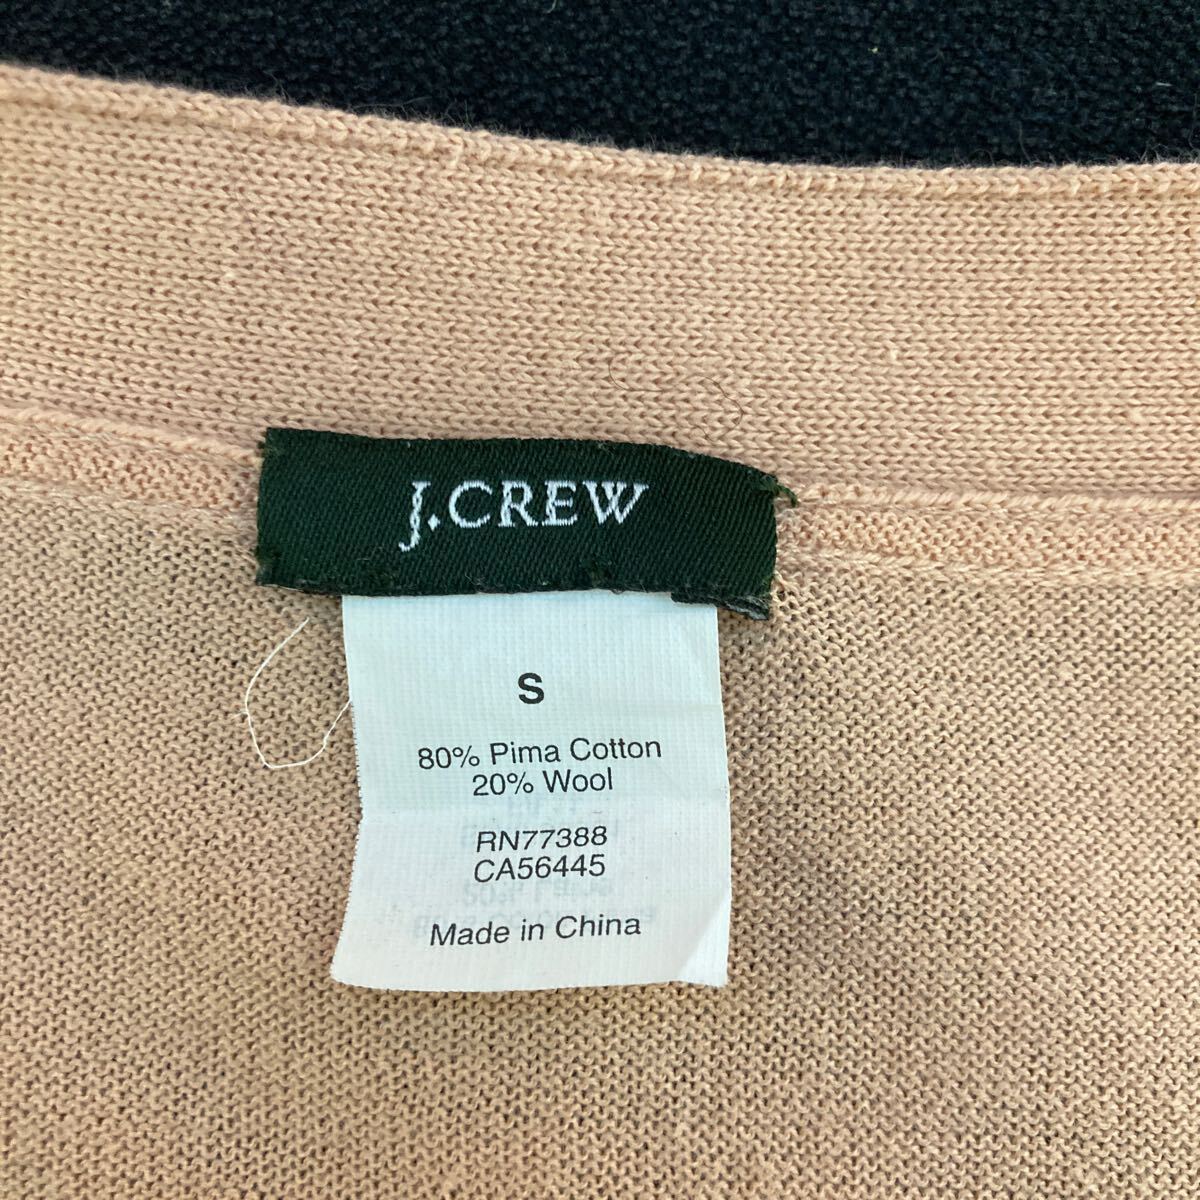 J.CREW
S
80% Pima Cotton
20% Wool
RN77388
CA56445
Made in China